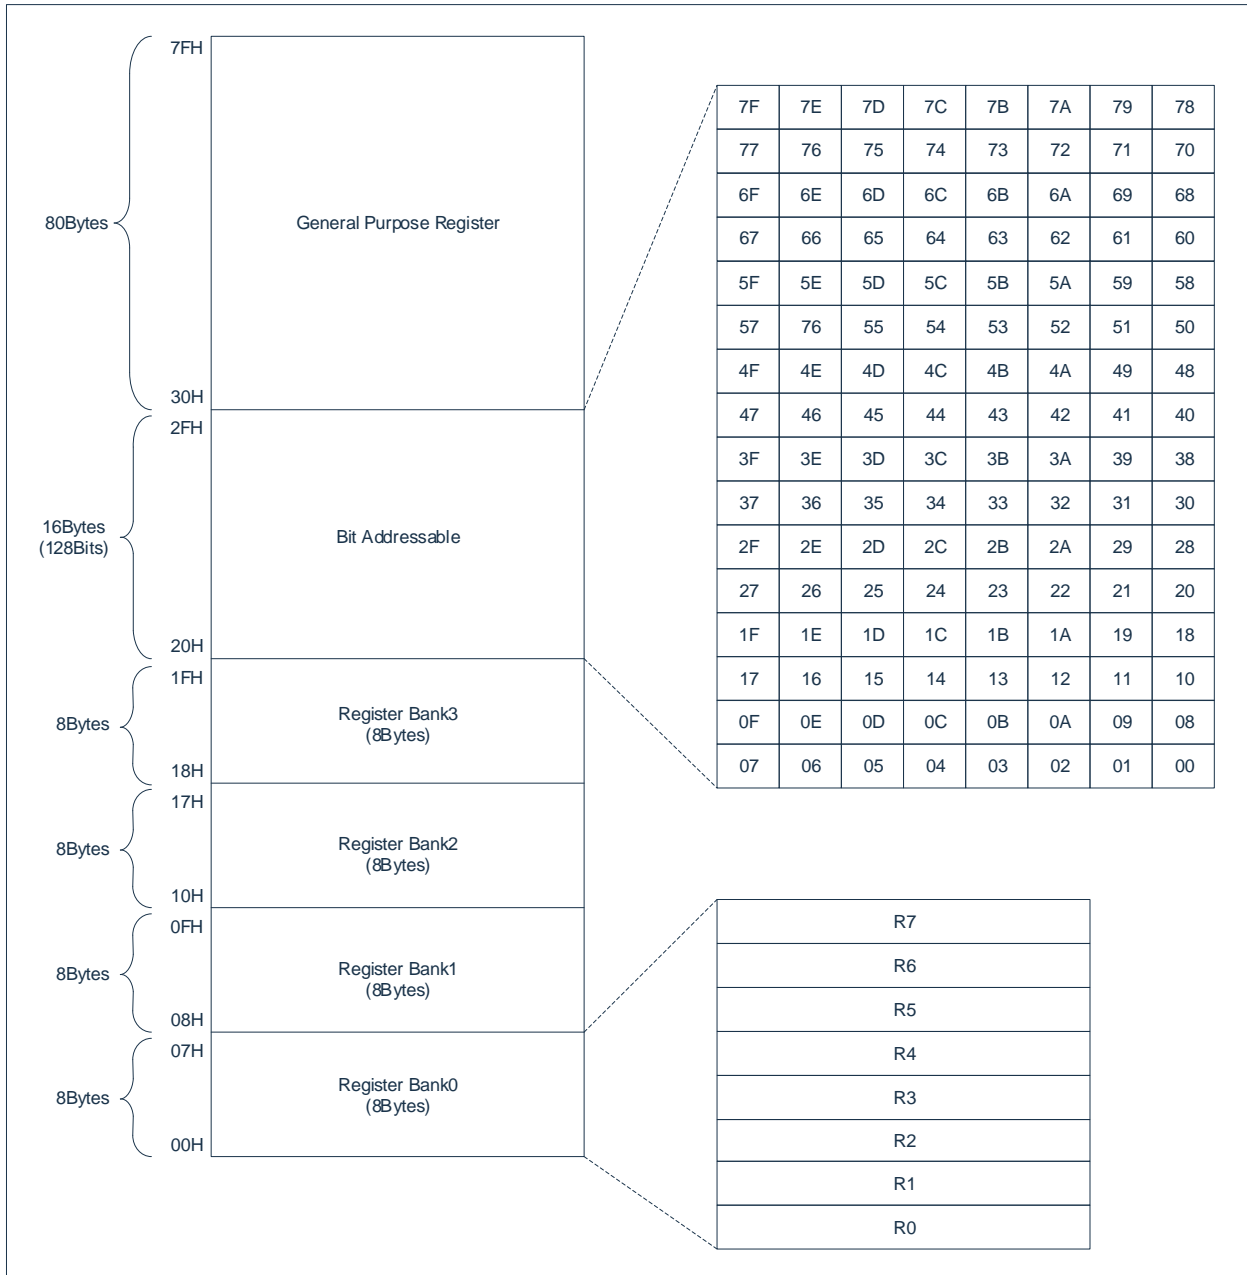 7FH
80Bytes
General Purpose Register
30H
2FH
16Bytes
(128Bits)
Bit Addressable
20H
1FH
8Bytes
Register Bank3
(8Bytes)
18H
17H
8Bytes
Register Bank2
(8Bytes)
10H
0FH
8Bytes
Register Bank1
(8Bytes)
08H
07H
8Bytes
Register Bank0
(8Bytes)
00H
7F 7E 7D 7C 7B 7A 79 78
77 76 75 74 73 72 71 70
6F 6E 6D 6C 6B 6A 69 68
67 66 65 64 63 62 61 60
5F 5E 5D 5C 5B 5A 59 58
57 76 55 54 53 52 51 50
4F 4E 4D 4C 4B 4A 49 48
47 46 45 44 43 42 41 40
3F 3E 3D 3C 3B 3A 39 38
37 36 35 34 33 32 31 30
2F 2E 2D 2C 2B 2A 29 28
27 26 25 24 23 22 21 20
1F 1E 1D 1C 1B 1A 19 18
17 16 15 14 13 12 11 10
0F 0E 0D 0C 0B 0A 09 08
07 06 05 04 03 02 01 00
R7
R6
R5
R4
R3
R2
R1
R0